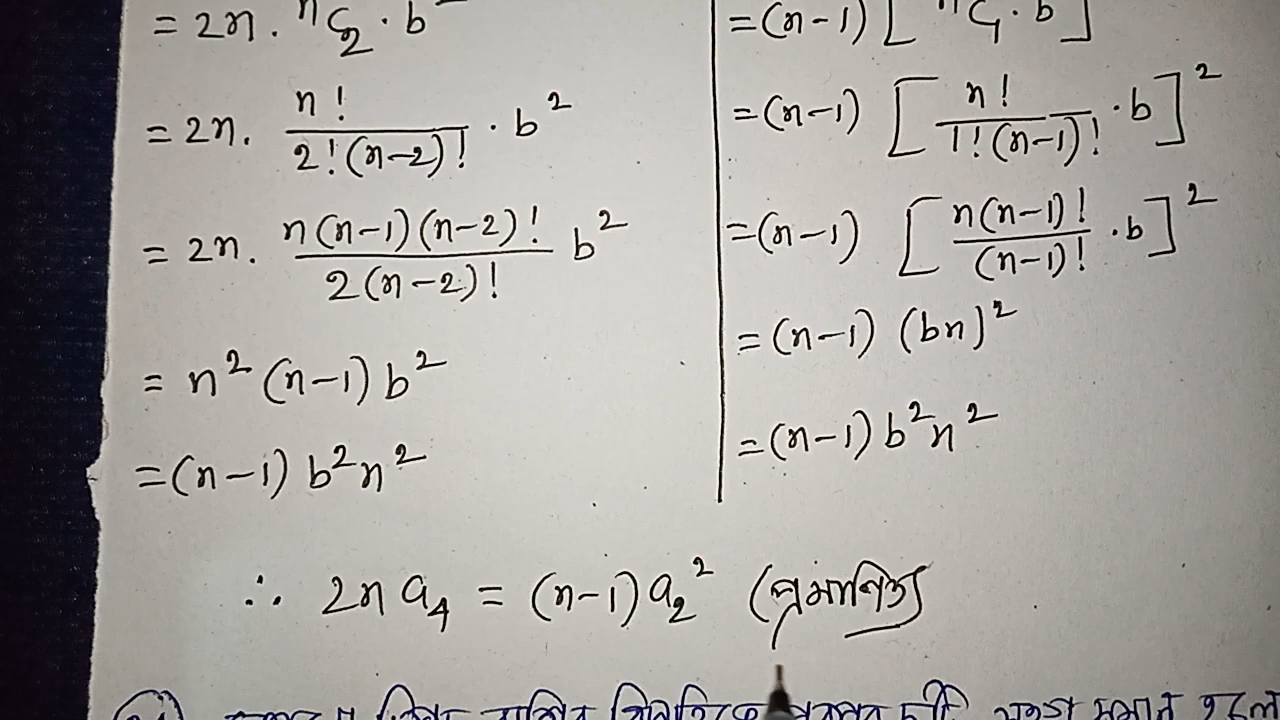 = 2n. ⁿC₂ · b²
= 2n. n! / 2!(n-2)! · b²
= 2n. n(n-1)(n-2)! / 2(n-2)! b²
= n² (n-1) b²
= (n-1) b²n²
= (n-1) [ ⁿC₁ · b ]
= (n-1) [ n! / 1!(n-1)! · b ]²
= (n-1) [ n(n-1)! / (n-1)! · b ]²
= (n-1) (bn)²
= (n-1) b²n²
∴ 2n a₄ = (n-1) a₂² (প্রমাণিত)